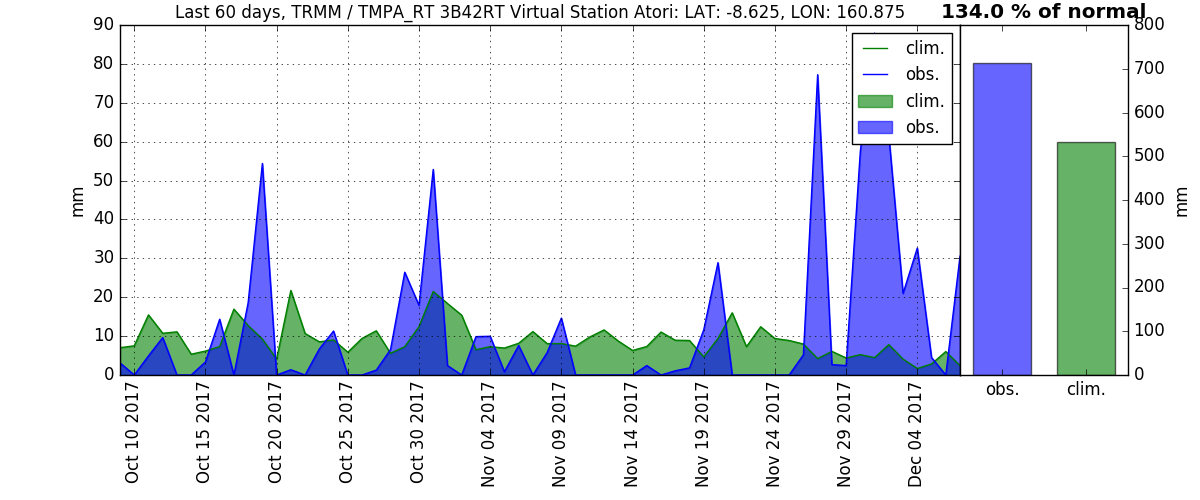 Last 60 days, TRMM / TMPA_RT 3B42RT Virtual Station Atori: LAT: -8.625, LON: 160.875
134.0 % of normal
90
80
70
60
50
40
30
20
10
0
mm
clim.
obs.
clim.
obs.
800
700
600
500
400
300
200
100
0
mm
obs.
clim.
Oct 10 2017
Oct 15 2017
Oct 20 2017
Oct 25 2017
Oct 30 2017
Nov 04 2017
Nov 09 2017
Nov 14 2017
Nov 19 2017
Nov 24 2017
Nov 29 2017
Dec 04 2017